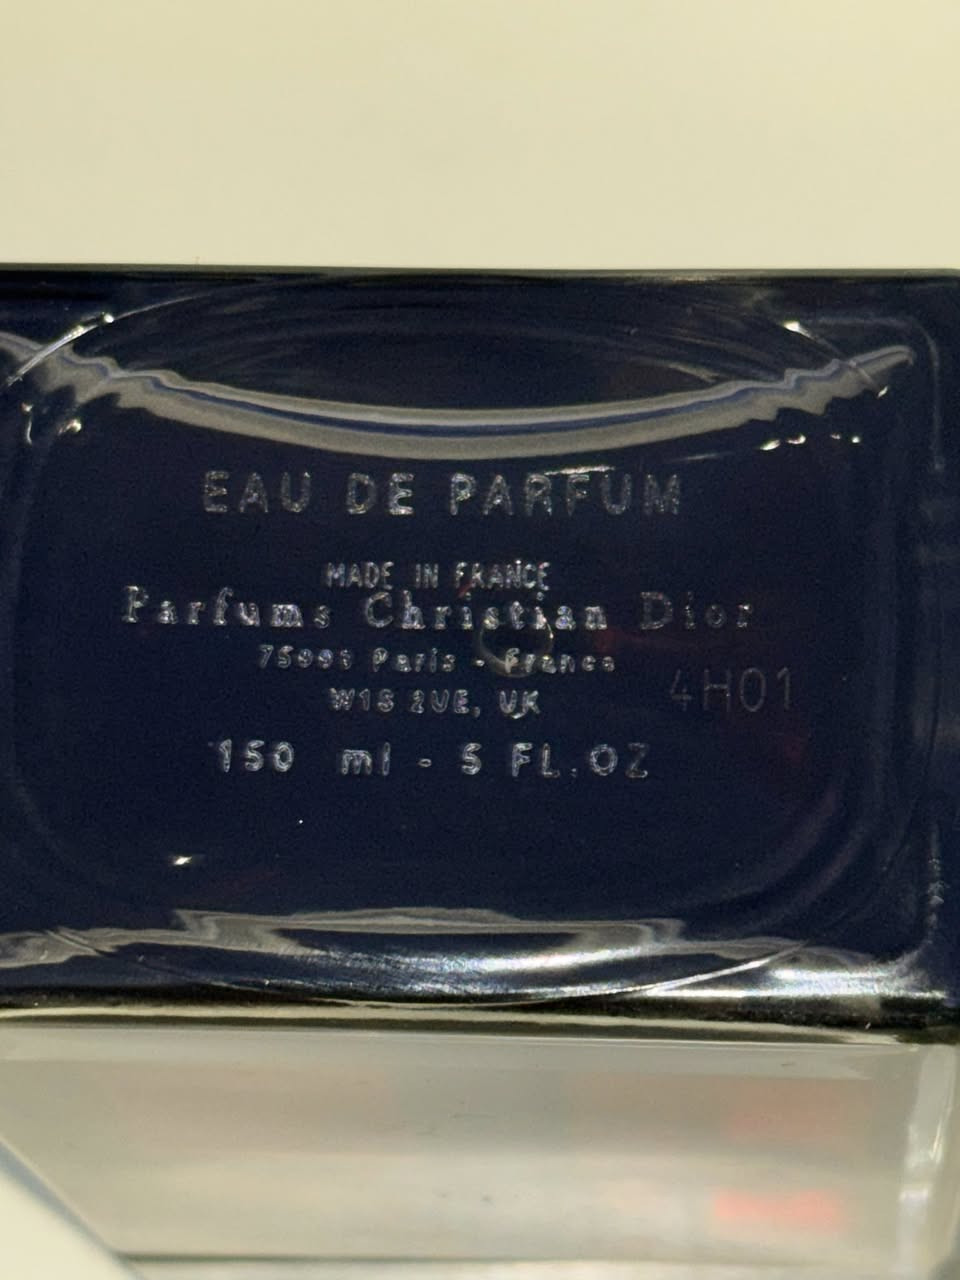 EAU DE PARFUM
MADE IN FRANCE
Parfums Christian Dior
75008 Paris - France
4H01
W1S 2UE, UK
150 ml - 5 FL.OZ